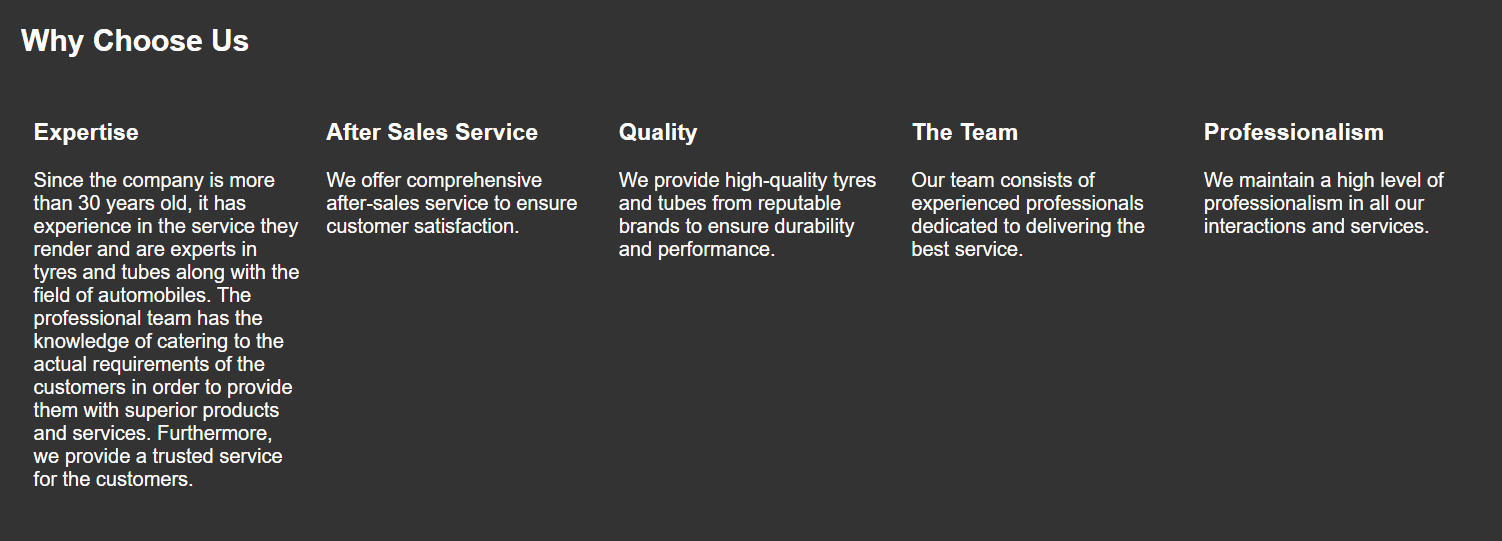 Why Choose Us
Expertise
Since the company is more
than 30 years old, it has
experience in the service they
render and are experts in
tyres and tubes along with the
field of automobiles. The
professional team has the
knowledge of catering to the
actual requirements of the
customers in order to provide
them with superior products
and services. Furthermore,
we provide a trusted service
for the customers.
After Sales Service
We offer comprehensive
after-sales service to ensure
customer satisfaction.
Quality
We provide high-quality tyres
and tubes from reputable
brands to ensure durability
and performance.
The Team
Our team consists of
experienced professionals
dedicated to delivering the
best service.
Professionalism
We maintain a high level of
professionalism in all our
interactions and services.